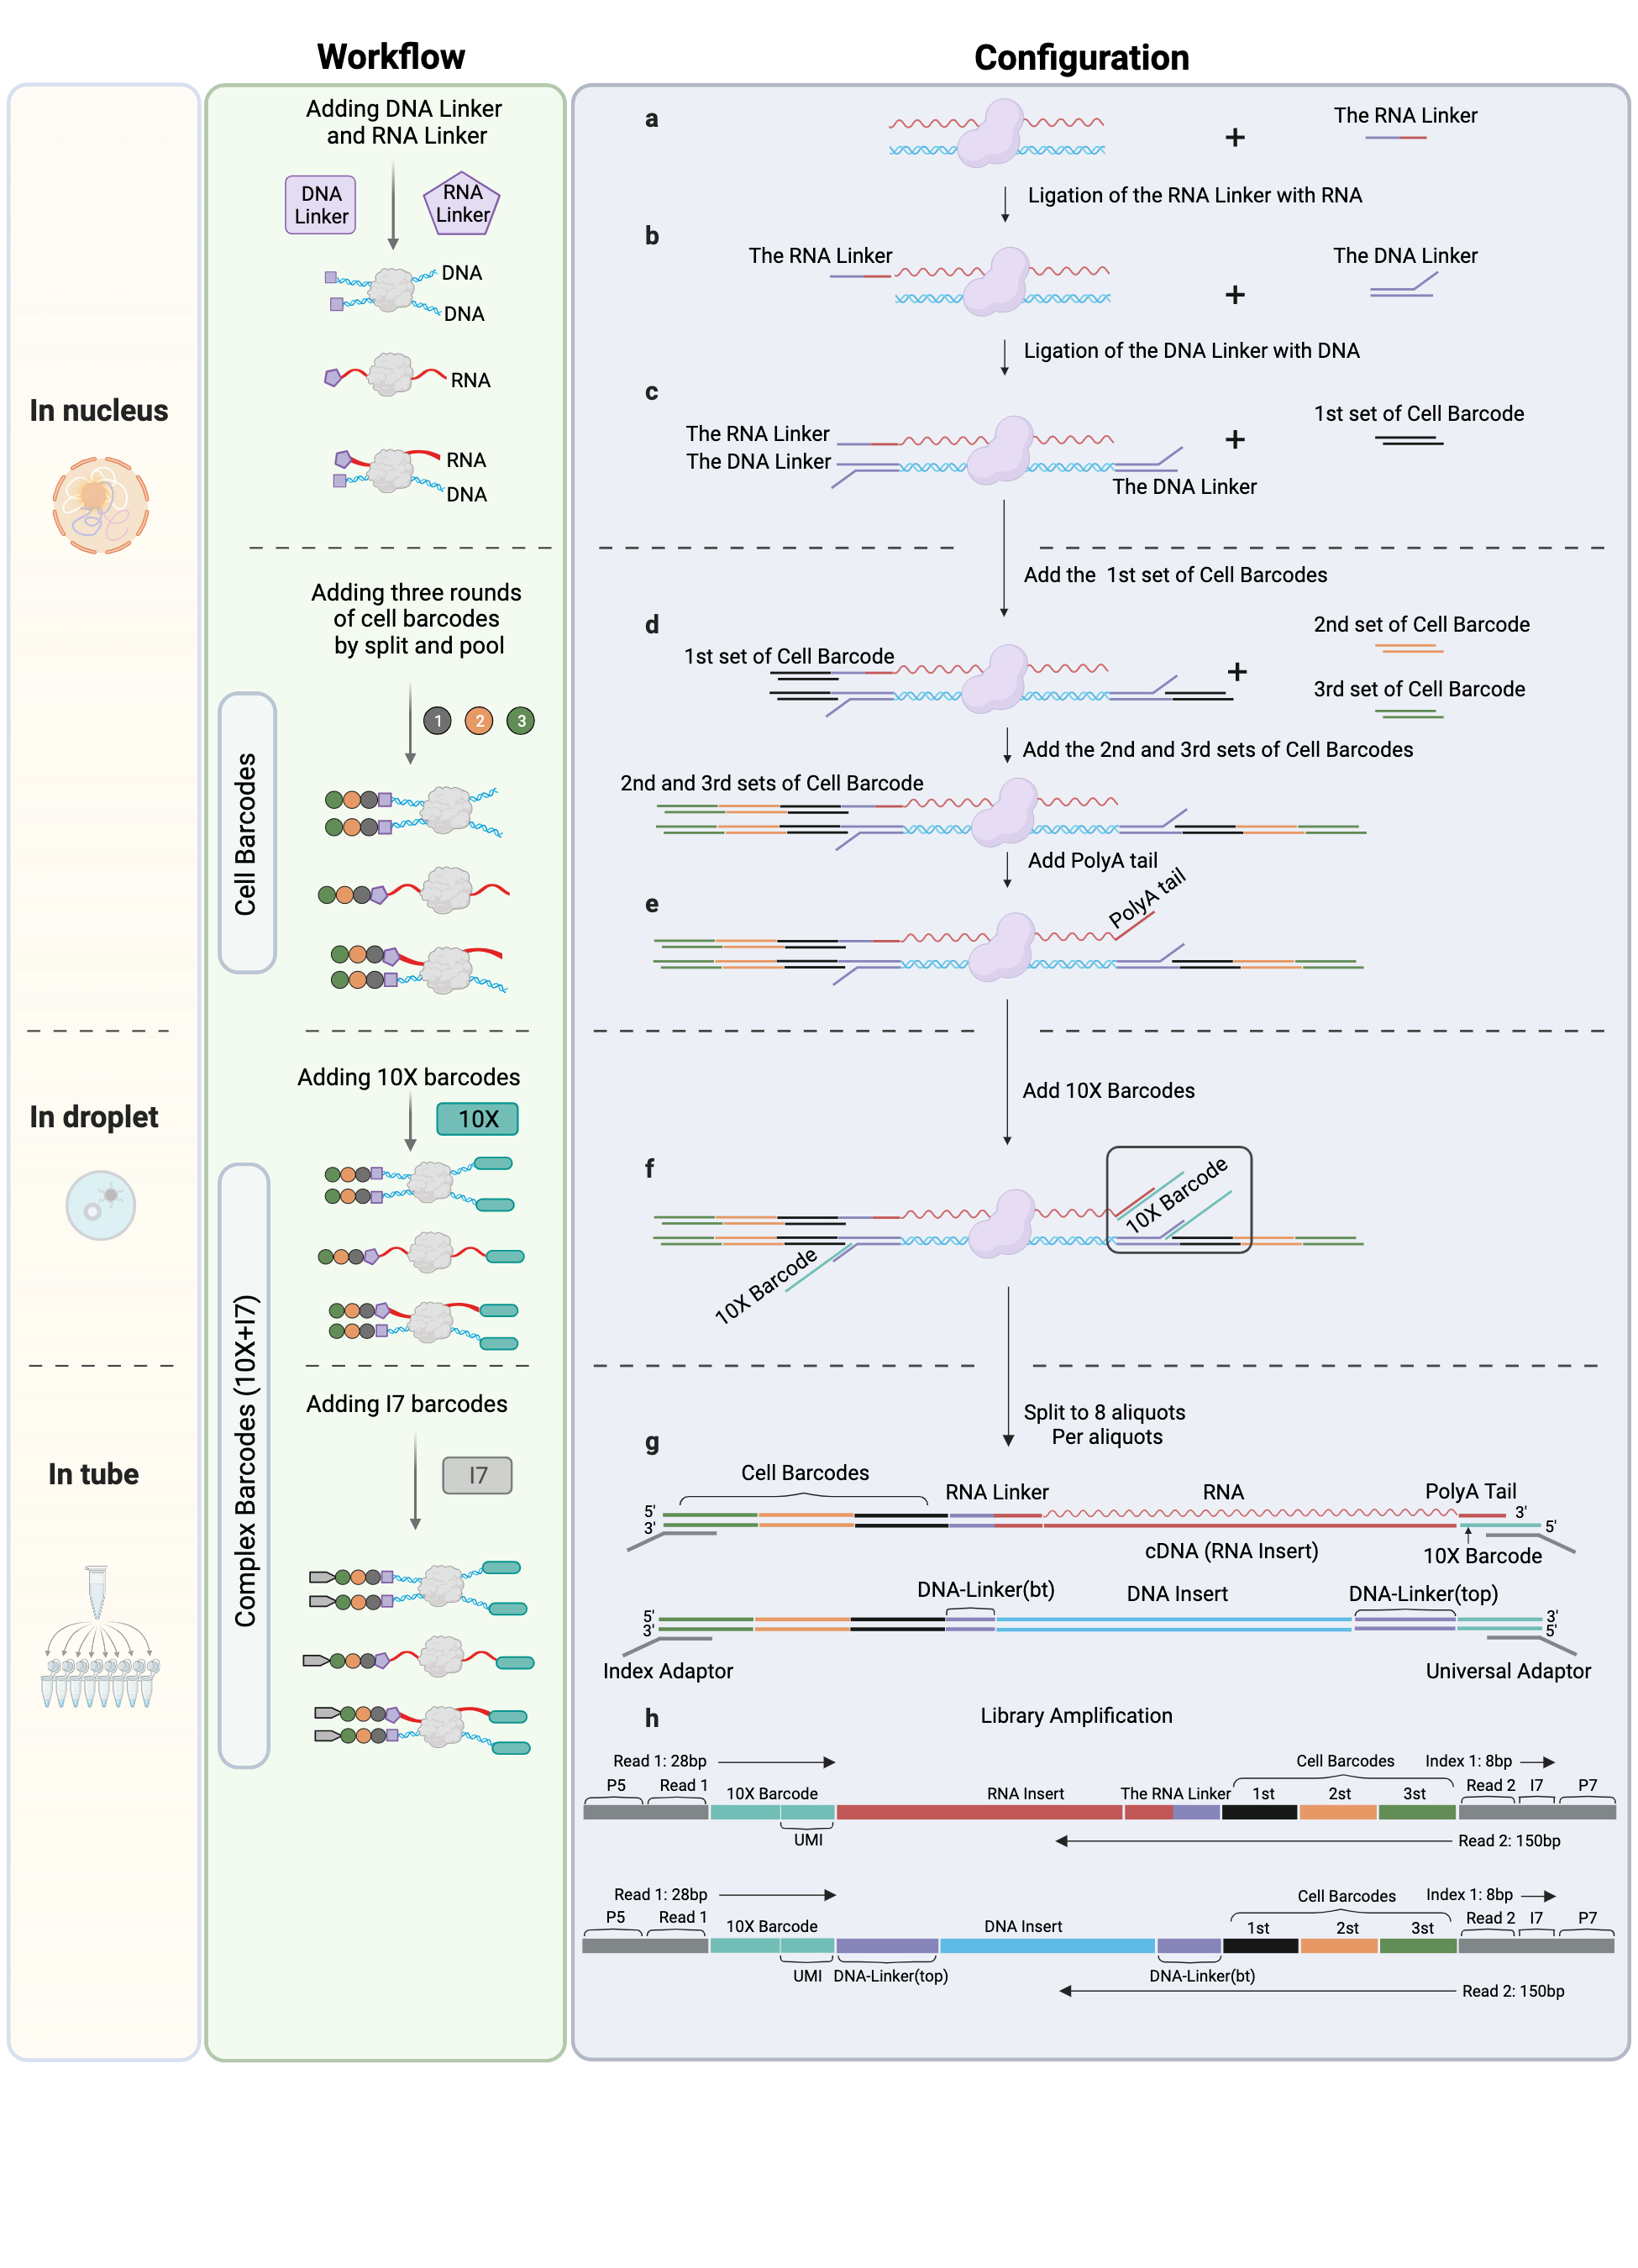 Workflow
Configuration
In nucleus
In droplet
In tube
Adding DNA Linker
and RNA Linker
DNA
Linker
RNA
Linker
DNA
DNA
RNA
RNA
DNA
Adding three rounds
of cell barcodes
by split and pool
1 2 3
Cell Barcodes
Adding 10X barcodes
10X
Complex Barcodes (10X+I7)
Adding I7 barcodes
I7
a
The RNA Linker
+
Ligation of the RNA Linker with RNA
b
The RNA Linker
The DNA Linker
+
Ligation of the DNA Linker with DNA
c
1st set of Cell Barcode
The RNA Linker
+
The DNA Linker
The DNA Linker
Add the 1st set of Cell Barcodes
d
2nd set of Cell Barcode
1st set of Cell Barcode
+
3rd set of Cell Barcode
Add the 2nd and 3rd sets of Cell Barcodes
2nd and 3rd sets of Cell Barcode
Add PolyA tail
e
PolyA tail
Add 10X Barcodes
f
10X Barcode
10X Barcode
Split to 8 aliquots
Per aliquots
g
Cell Barcodes
RNA Linker
RNA
PolyA Tail
5'
3'
3'
5'
cDNA (RNA Insert)
10X Barcode
DNA-Linker(bt)
DNA Insert
DNA-Linker(top)
5'
3'
3'
5'
Index Adaptor
Universal Adaptor
h
Library Amplification
Read 1: 28bp
Cell Barcodes
Index 1: 8bp
P5
Read 1
10X Barcode
RNA Insert
The RNA Linker
1st
2st
3st
Read 2
I7
P7
UMI
Read 2: 150bp
Read 1: 28bp
Cell Barcodes
Index 1: 8bp
P5
Read 1
10X Barcode
DNA Insert
1st
2st
3st
Read 2
I7
P7
UMI
DNA-Linker(top)
DNA-Linker(bt)
Read 2: 150bp